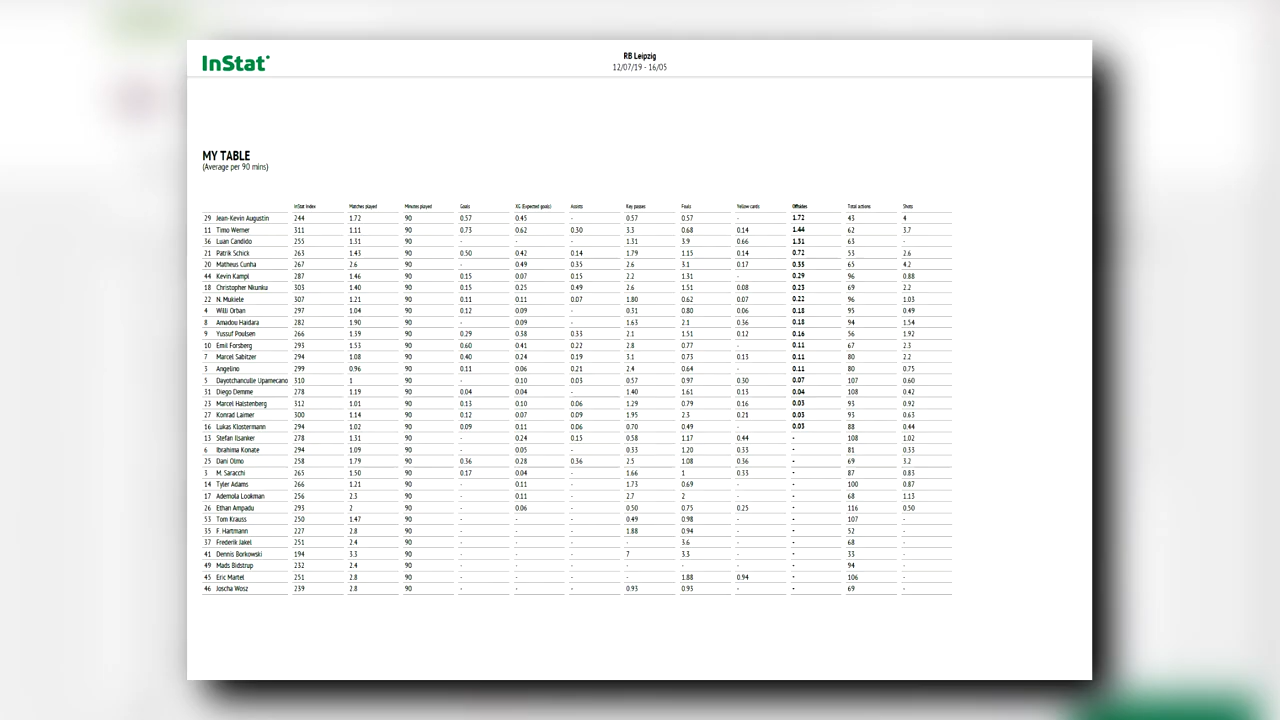 InStat
RB Leipzig
12/07/19 - 16/05
MY TABLE
(Average per 90 mins)
InStat Index Matches played Minutes played Goals XG (Expected goals) Assists Key passes Fouls Yellow cards Offsides Total actions Shots
29 Jean-Kevin Augustin 244 1.72 90 0.57 0.45 0.57 0.57 - 1.72 43 4
11 Timo Werner 311 1.11 90 0.73 0.62 0.30 3.3 0.68 0.14 1.44 62 3.7
36 Luan Candido 255 1.31 90 - - - 1.31 3.9 0.66 1.31 63 -
21 Patrik Schick 263 1.43 90 0.50 0.42 0.14 1.79 1.15 0.14 0.72 53 2.6
20 Matheus Cunha 267 2.6 90 - 0.49 0.35 2.6 3.1 0.17 0.35 65 4.2
44 Kevin Kampl 287 1.46 90 0.15 0.07 0.15 2.2 1.31 - 0.29 96 0.88
18 Christopher Nkunku 303 1.40 90 0.15 0.25 0.49 2.6 1.51 0.08 0.23 69 2.2
22 N. Mukiele 307 1.21 90 0.11 0.11 0.07 1.80 0.62 0.07 0.22 96 1.03
4 Willi Orban 297 1.04 90 0.12 0.09 - 0.31 0.80 0.06 0.18 95 0.49
8 Amadou Haidara 282 1.90 90 - 0.09 - 1.63 2.1 0.36 0.18 94 1.54
9 Yussuf Poulsen 266 1.39 90 0.29 0.38 0.33 2.1 1.51 0.12 0.16 56 1.92
10 Emil Forsberg 293 1.53 90 0.60 0.41 0.22 2.8 0.77 - 0.11 67 2.3
7 Marcel Sabitzer 294 1.08 90 0.40 0.24 0.19 3.1 0.73 0.13 0.11 80 2.2
3 Angelino 299 0.96 90 0.11 0.06 0.21 2.4 0.64 - 0.11 80 0.75
5 Dayotchanculle Upamecano 310 1 90 - 0.10 0.03 0.57 0.97 0.30 0.07 107 0.60
31 Diego Demme 278 1.19 90 0.04 0.04 - 1.40 1.61 0.13 0.04 108 0.42
23 Marcel Halstenberg 312 1.01 90 0.13 0.10 0.06 1.29 0.79 0.16 0.03 93 0.92
27 Konrad Laimer 300 1.14 90 0.12 0.07 0.09 1.95 2.3 0.21 0.03 93 0.63
16 Lukas Klostermann 294 1.02 90 0.09 0.11 0.06 0.70 0.49 - 0.03 88 0.44
13 Stefan Ilsanker 278 1.31 90 - 0.24 0.15 0.58 1.17 0.44 - 108 1.02
6 Ibrahima Konate 294 1.09 90 - 0.05 - 0.33 1.20 0.33 - 81 0.33
25 Dani Olmo 258 1.79 90 0.36 0.28 0.36 2.5 1.08 0.36 - 69 3.2
3 M. Saracchi 265 1.50 90 0.17 0.04 - 1.66 1 0.33 - 87 0.83
14 Tyler Adams 266 1.21 90 - 0.11 - 1.73 0.69 - - 100 0.87
17 Ademola Lookman 256 2.3 90 - 0.11 - 2.7 2 - - 68 1.13
26 Ethan Ampadu 293 2 90 - 0.06 - 0.50 0.75 0.25 - 116 0.50
53 Tom Krauss 250 1.47 90 - - - 0.49 0.98 - - 107 -
35 F. Hartmann 227 2.8 90 - - - 1.88 0.94 - - 52 -
37 Frederik Jakel 251 2.4 90 - - - - 3.6 - - 68 -
41 Dennis Borkowski 194 3.3 90 - - - 7 3.3 - - 33 -
49 Mads Bidstrup 232 2.4 90 - - - - - - - 94 -
45 Eric Martel 251 2.8 90 - - - - 1.88 0.94 - 106 -
46 Joscha Wosz 239 2.8 90 - - - 0.93 0.93 - - 69 -